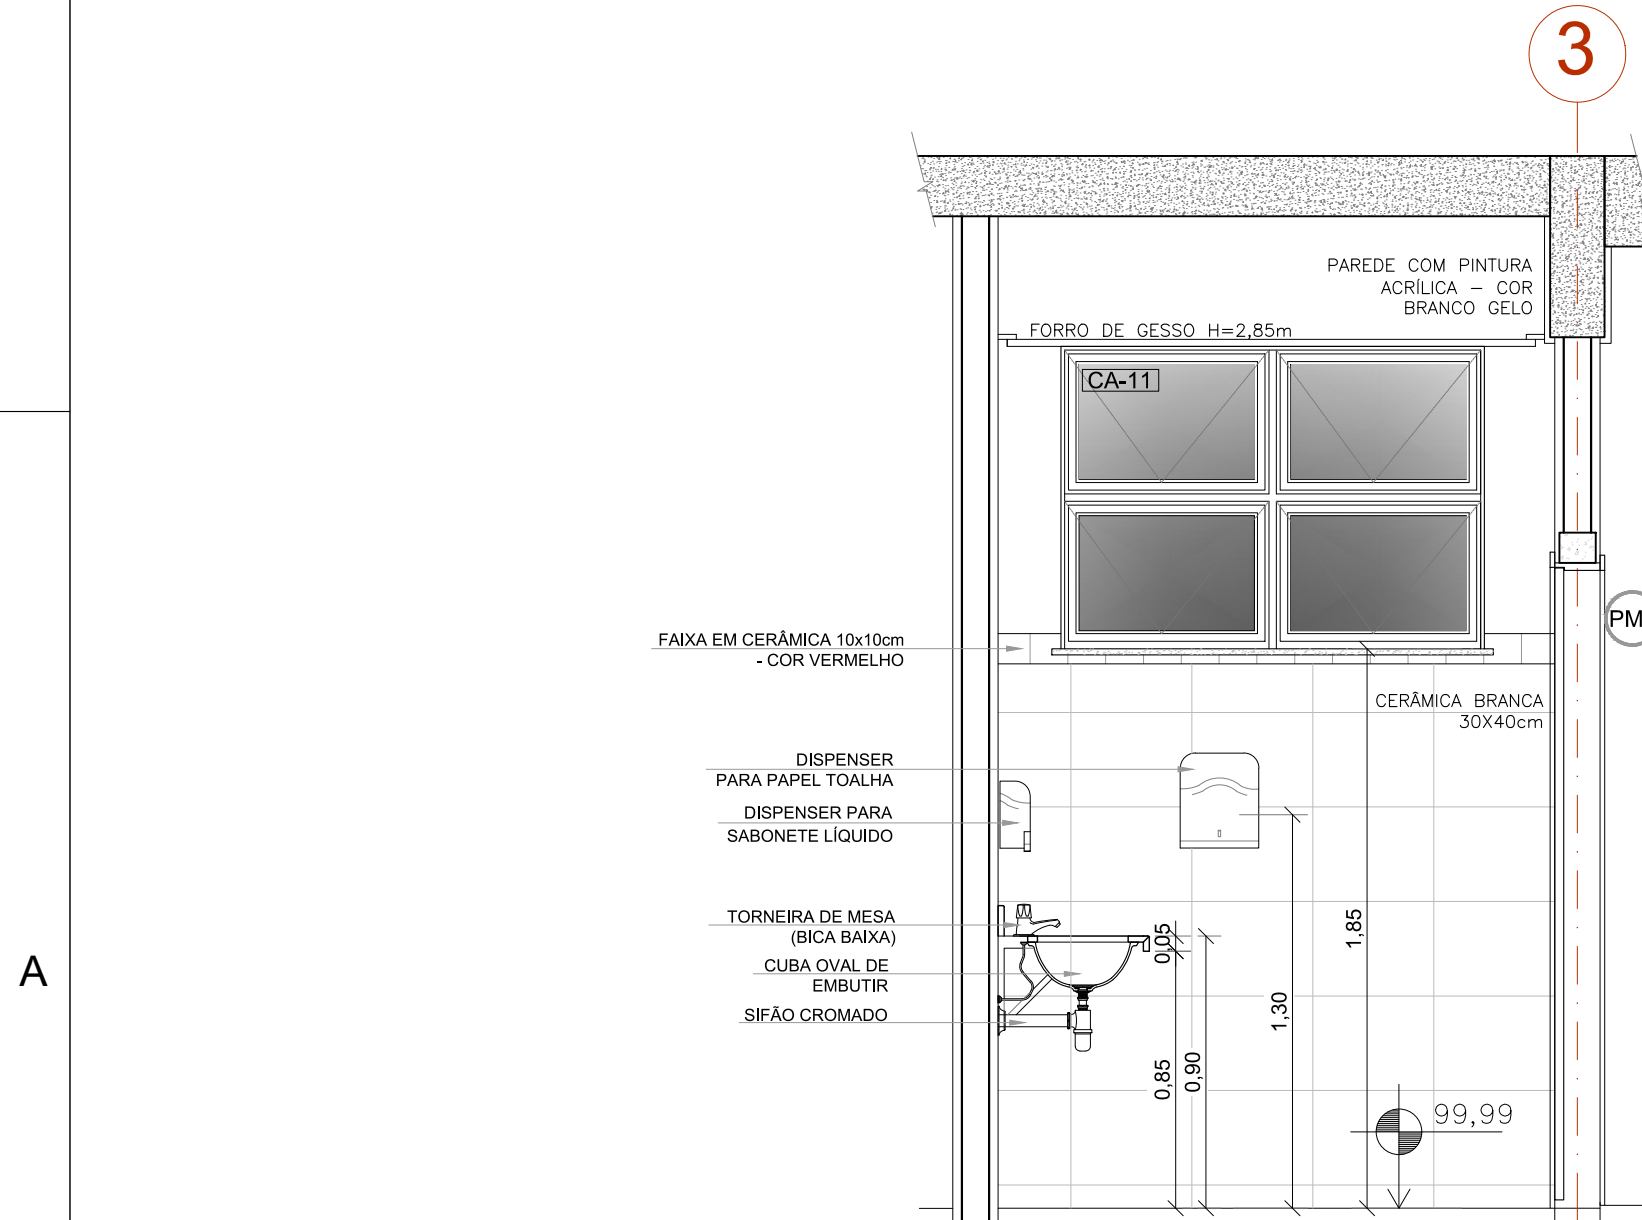 3
PAREDE COM PINTURA
ACRÍLICA – COR
BRANCO GELO
FORRO DE GESSO H=2,85m
CA-11
PM
FAIXA EM CERÂMICA 10x10cm
- COR VERMELHO
CERÂMICA BRANCA
30X40cm
DISPENSER
PARA PAPEL TOALHA
DISPENSER PARA
SABONETE LÍQUIDO
TORNEIRA DE MESA
(BICA BAIXA)
CUBA OVAL DE
EMBUTIR
SIFÃO CROMADO
0,05
1,85
1,30
0,85
0,90
99,99
A